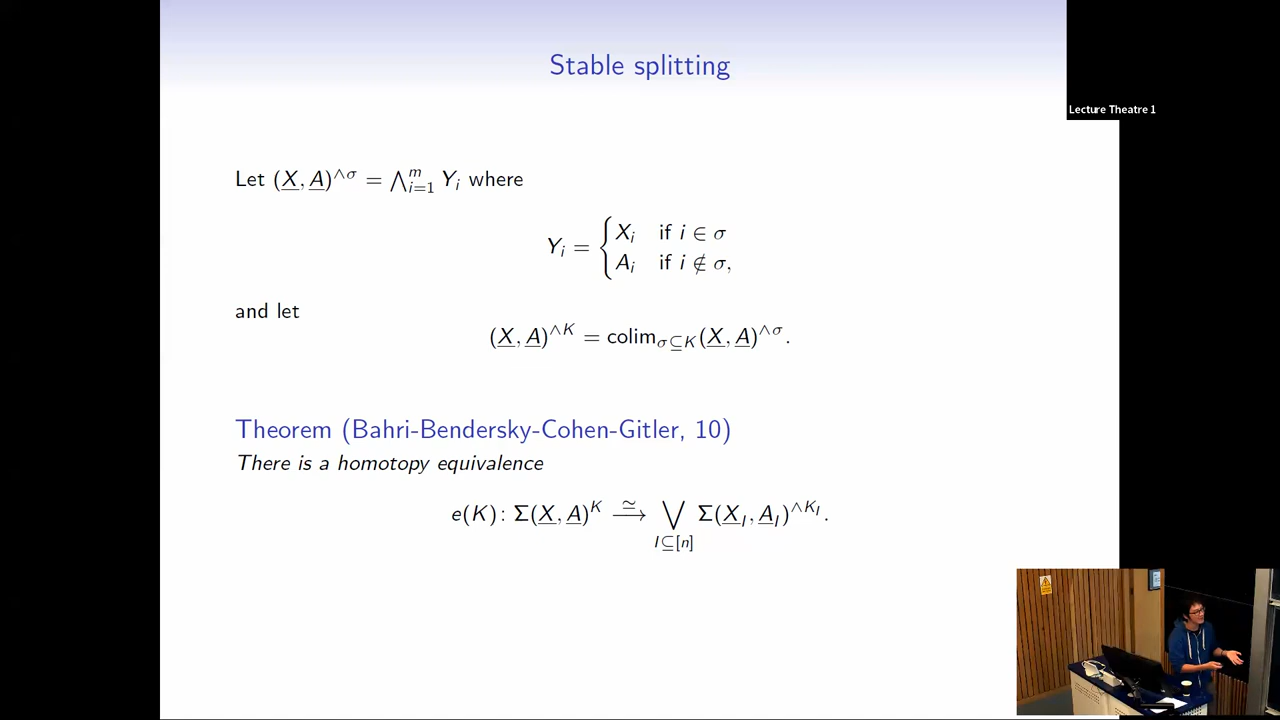 Stable splitting
Lecture Theatre 1
Let (X, A)^{∧σ} = ⋀_{i=1}^{m} Y_i where
Y_i = { X_i if i ∈ σ
A_i if i ∉ σ,
and let
(X, A)^{∧K} = colim_{σ⊆K}(X, A)^{∧σ}.
Theorem (Bahri-Bendersky-Cohen-Gitler, 10)
There is a homotopy equivalence
e(K): Σ(X, A)^K ≃⟶ ⋁_{I⊆[n]} Σ(X_I, A_I)^{∧K_I}.